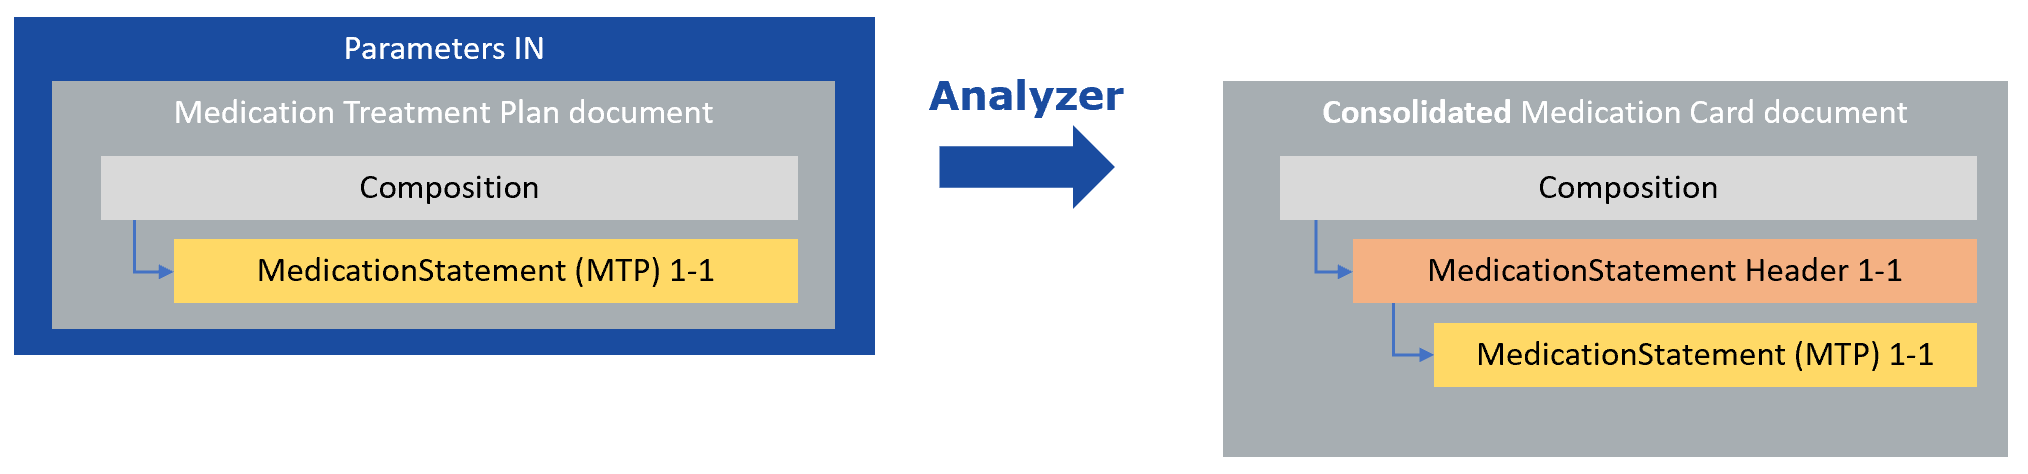 Parameters IN
Medication Treatment Plan document
Composition
MedicationStatement (MTP) 1-1
Analyzer
Consolidated Medication Card document
Composition
MedicationStatement Header 1-1
MedicationStatement (MTP) 1-1